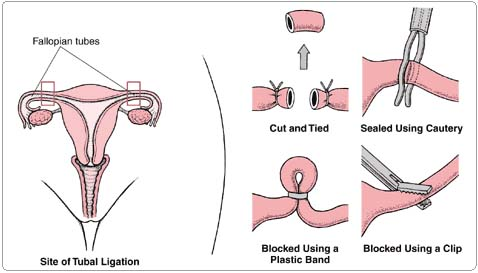 Fallopian tubes
Site of Tubal Ligation
Cut and Tied
Sealed Using Cautery
Blocked Using a
Plastic Band
Blocked Using a Clip